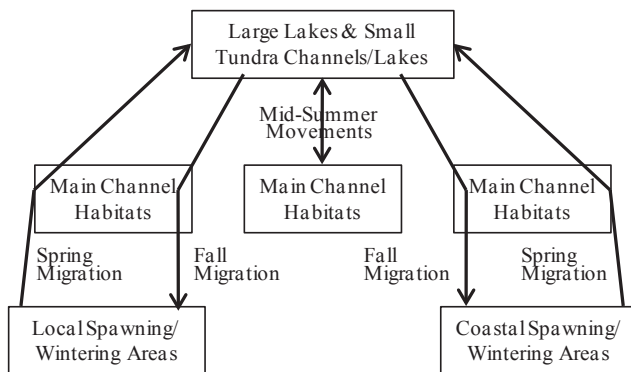 Large Lakes & Small
Tundra Channels/Lakes
Mid-Summer
Movements
Main Channel
Habitats
Main Channel
Habitats
Main Channel
Habitats
Spring
Migration
Fall
Migration
Fall
Migration
Spring
Migration
Local Spawning/
Wintering Areas
Coastal Spawning/
Wintering Areas